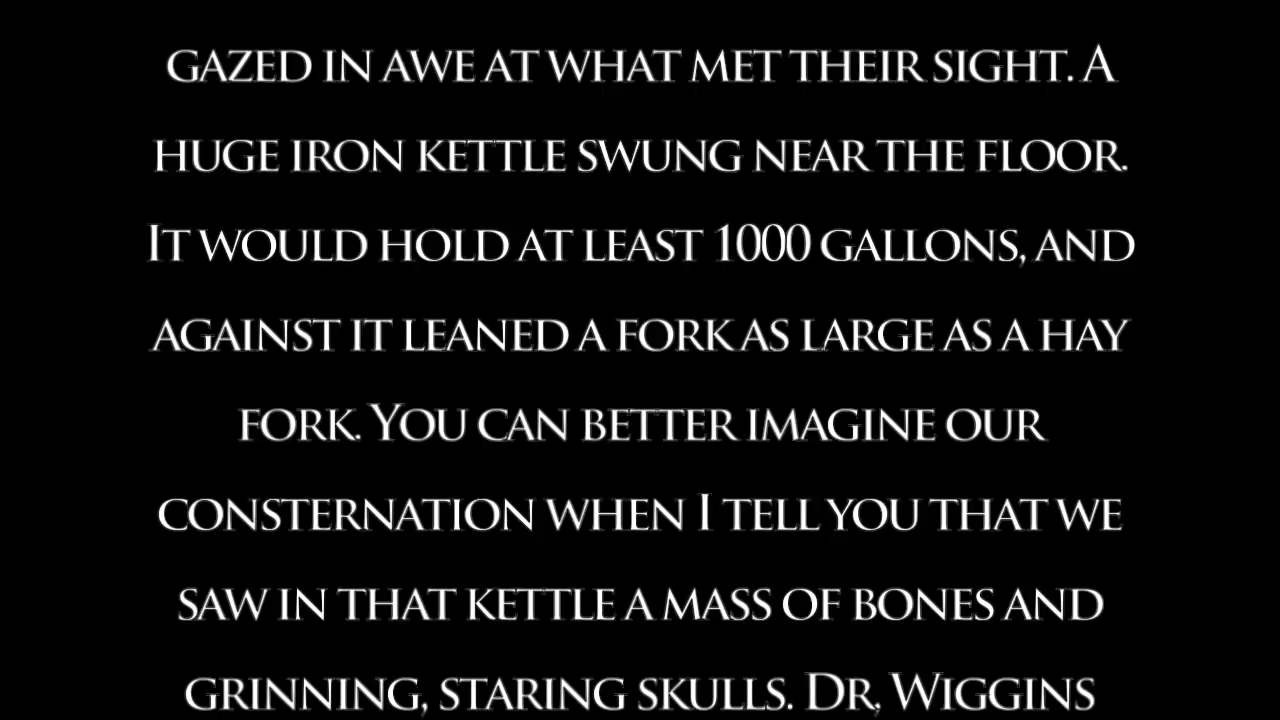 GAZED IN AWE AT WHAT MET THEIR SIGHT. A
HUGE IRON KETTLE SWUNG NEAR THE FLOOR.
IT WOULD HOLD AT LEAST 1000 GALLONS, AND
AGAINST IT LEANED A FORK AS LARGE AS A HAY
FORK. YOU CAN BETTER IMAGINE OUR
CONSTERNATION WHEN I TELL YOU THAT WE
SAW IN THAT KETTLE A MASS OF BONES AND
GRINNING, STARING SKULLS. DR, WIGGINS